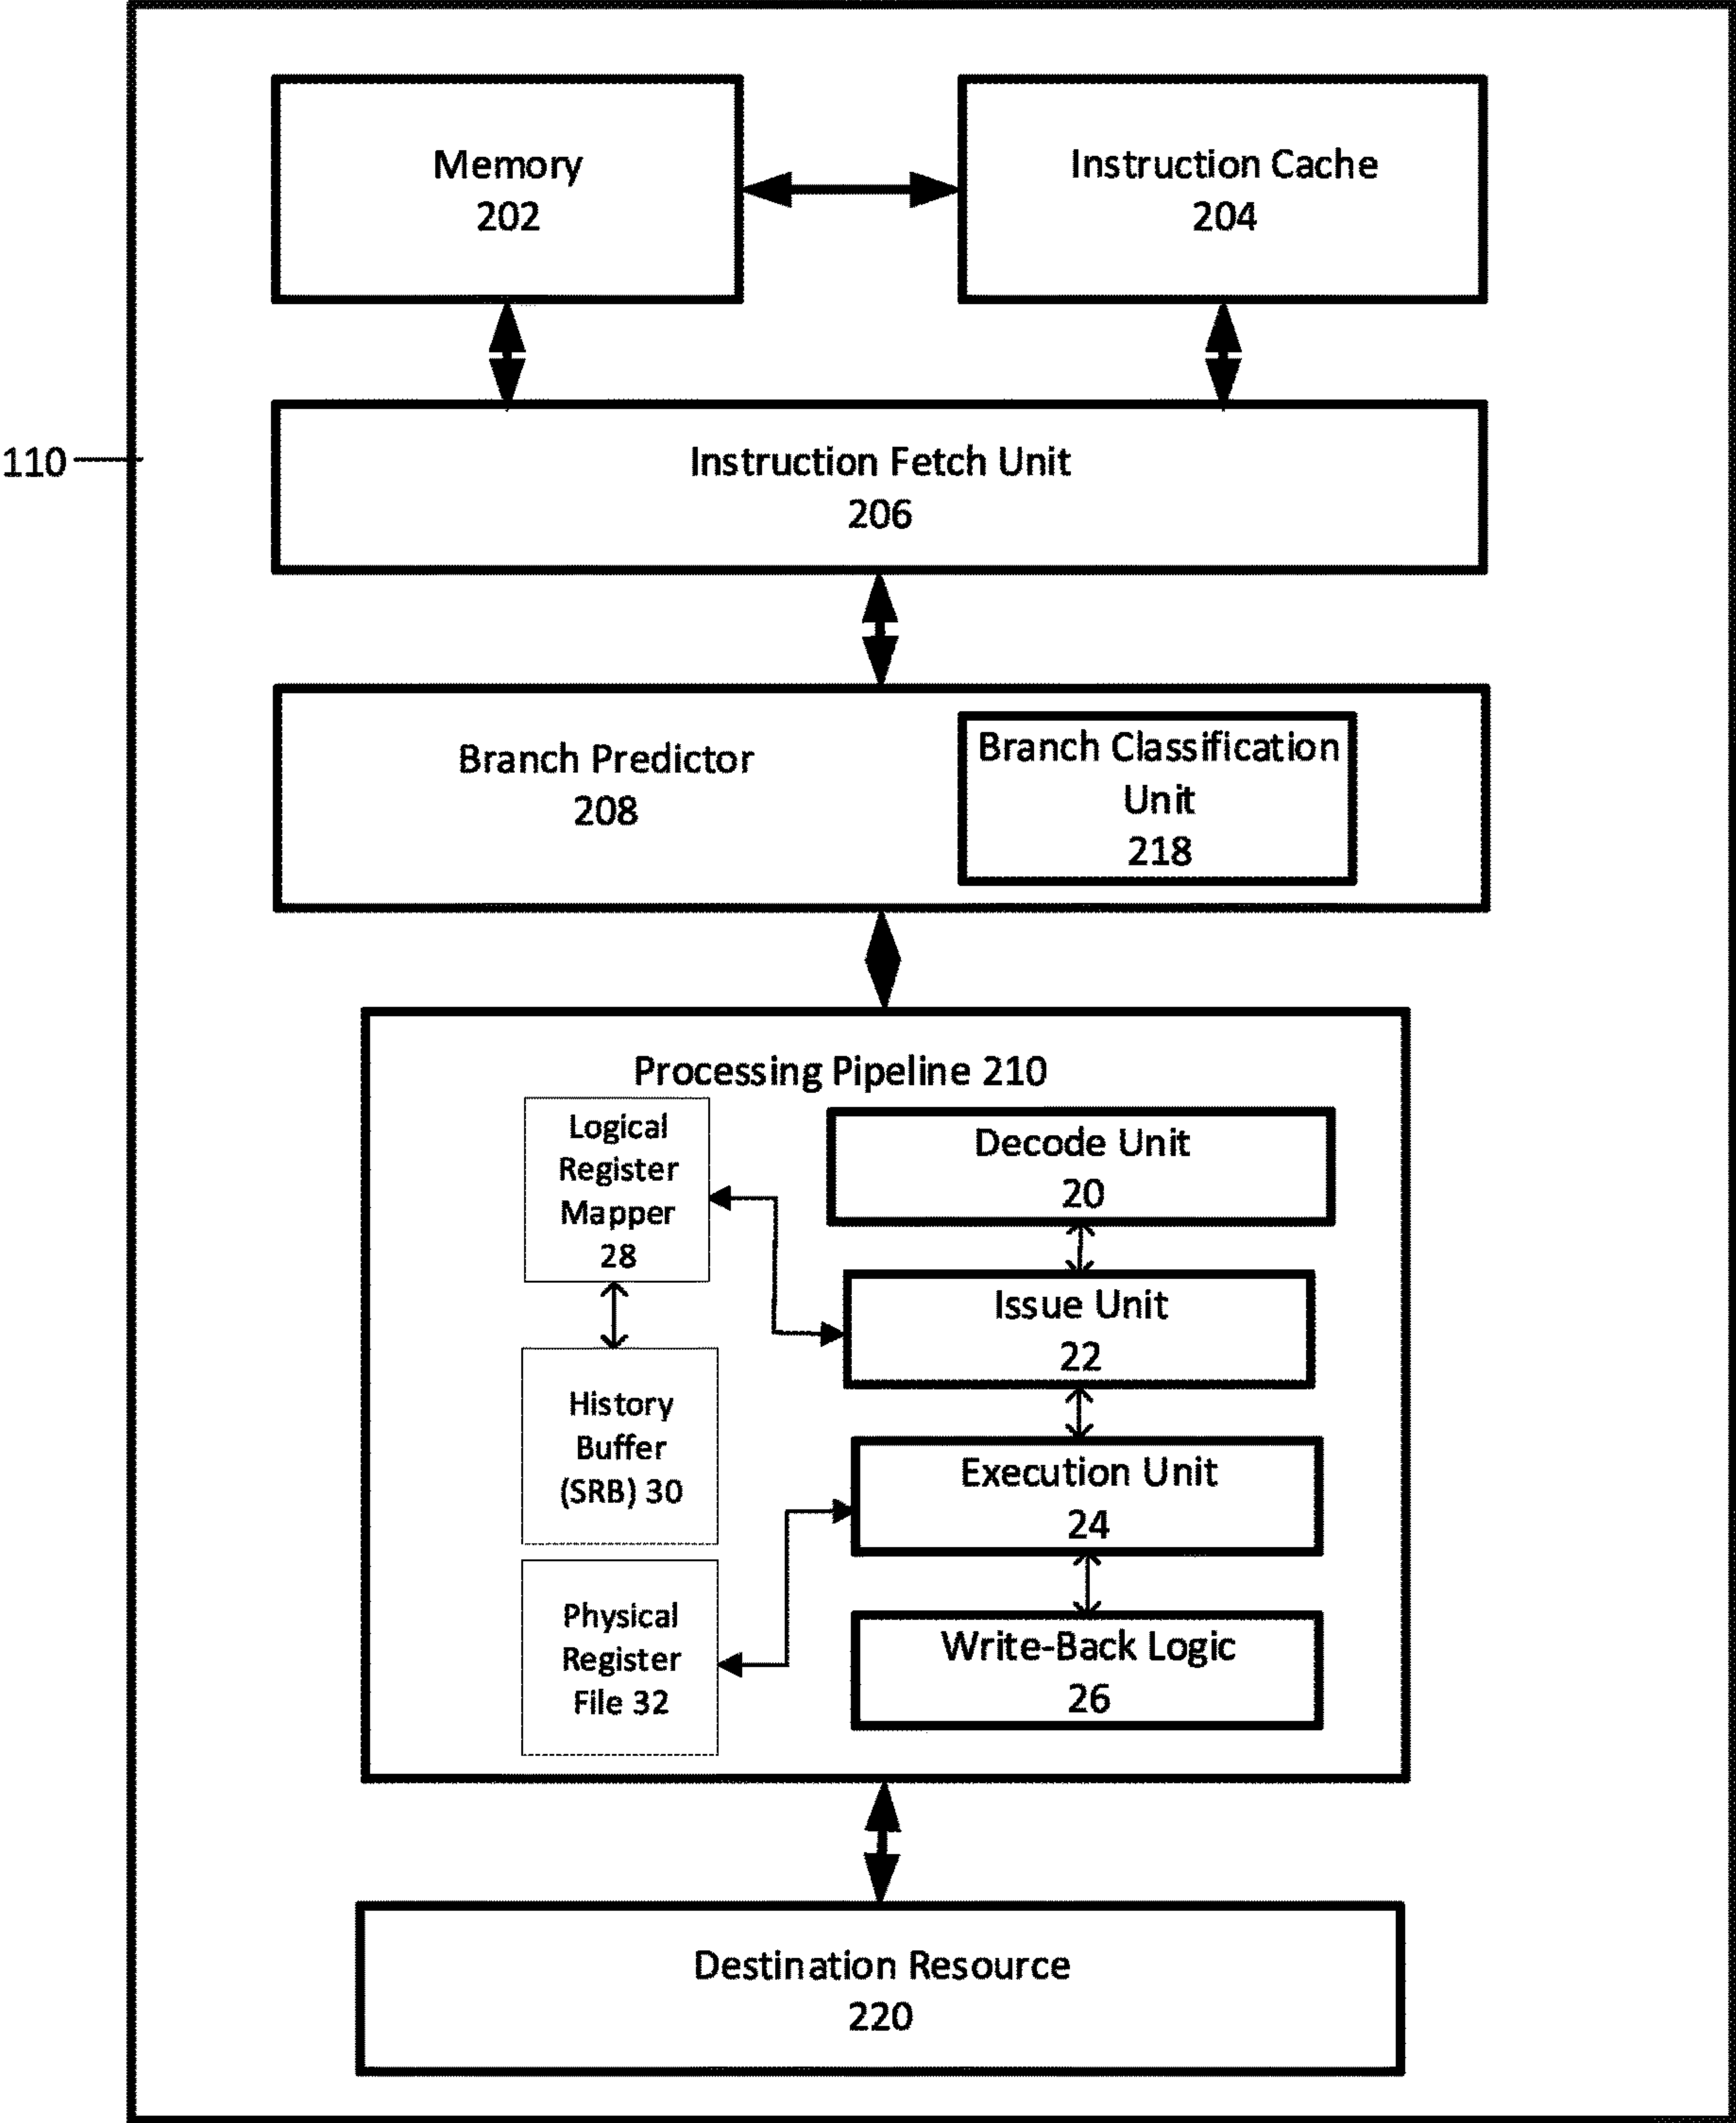 Memory
202
Instruction Cache
204
110
Instruction Fetch Unit
206
Branch Predictor
208
Branch Classification
Unit
218
Processing Pipeline 210
Logical
Register
Mapper
28
Decode Unit
20
Issue Unit
22
History
Buffer
(SRB) 30
Execution Unit
24
Physical
Register
File 32
Write-Back Logic
26
Destination Resource
220